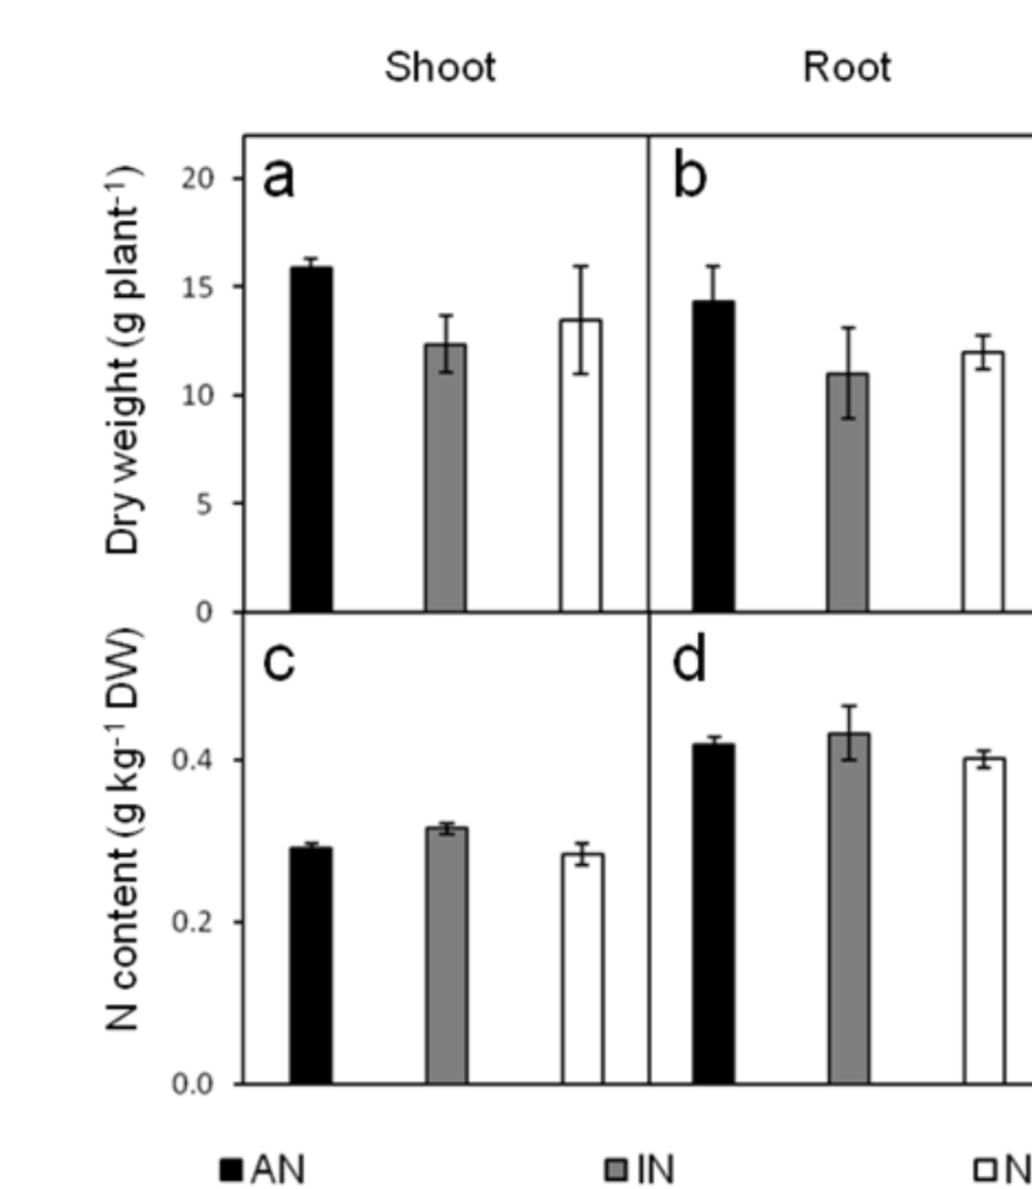 Shoot Root
a b
Dry weight (g plant⁻¹)
20
15
10
5
0
c d
N content (g kg⁻¹ DW)
0.4
0.2
0.0
AN IN N